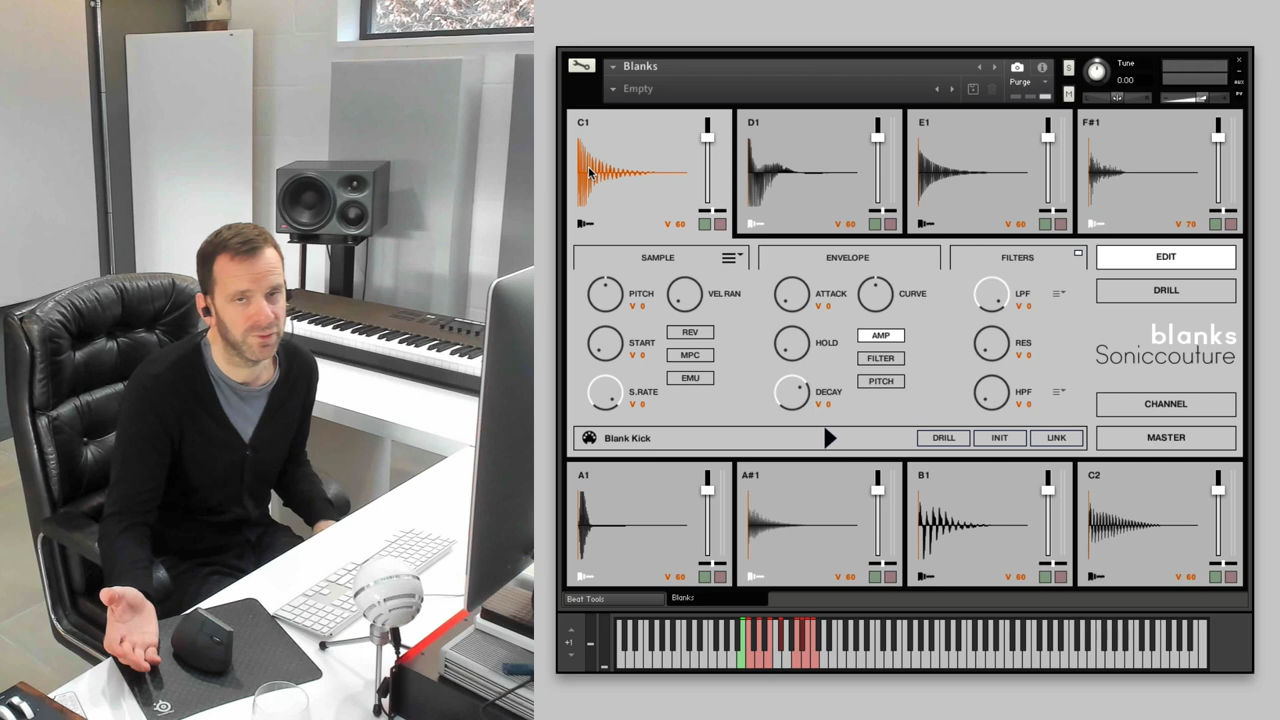 Blanks
Purge
S
M
Tune
0.00
AUX
PV
Empty
C1
V 60
D1
V 60
E1
V 60
F#1
V 70
SAMPLE
PITCH
V 0
VEL RAN
START
V 0
S.RATE
V 0
REV
MPC
EMU
ENVELOPE
ATTACK
V 0
CURVE
HOLD
DECAY
V 0
AMP
FILTER
PITCH
FILTERS
LPF
V 0
RES
V 0
HPF
V 0
EDIT
DRILL
blanks
Soniccouture
CHANNEL
MASTER
Blank Kick
DRILL
INIT
LINK
A1
V 60
A#1
V 60
B1
V 60
C2
V 60
Beat Tools
Blanks
+1